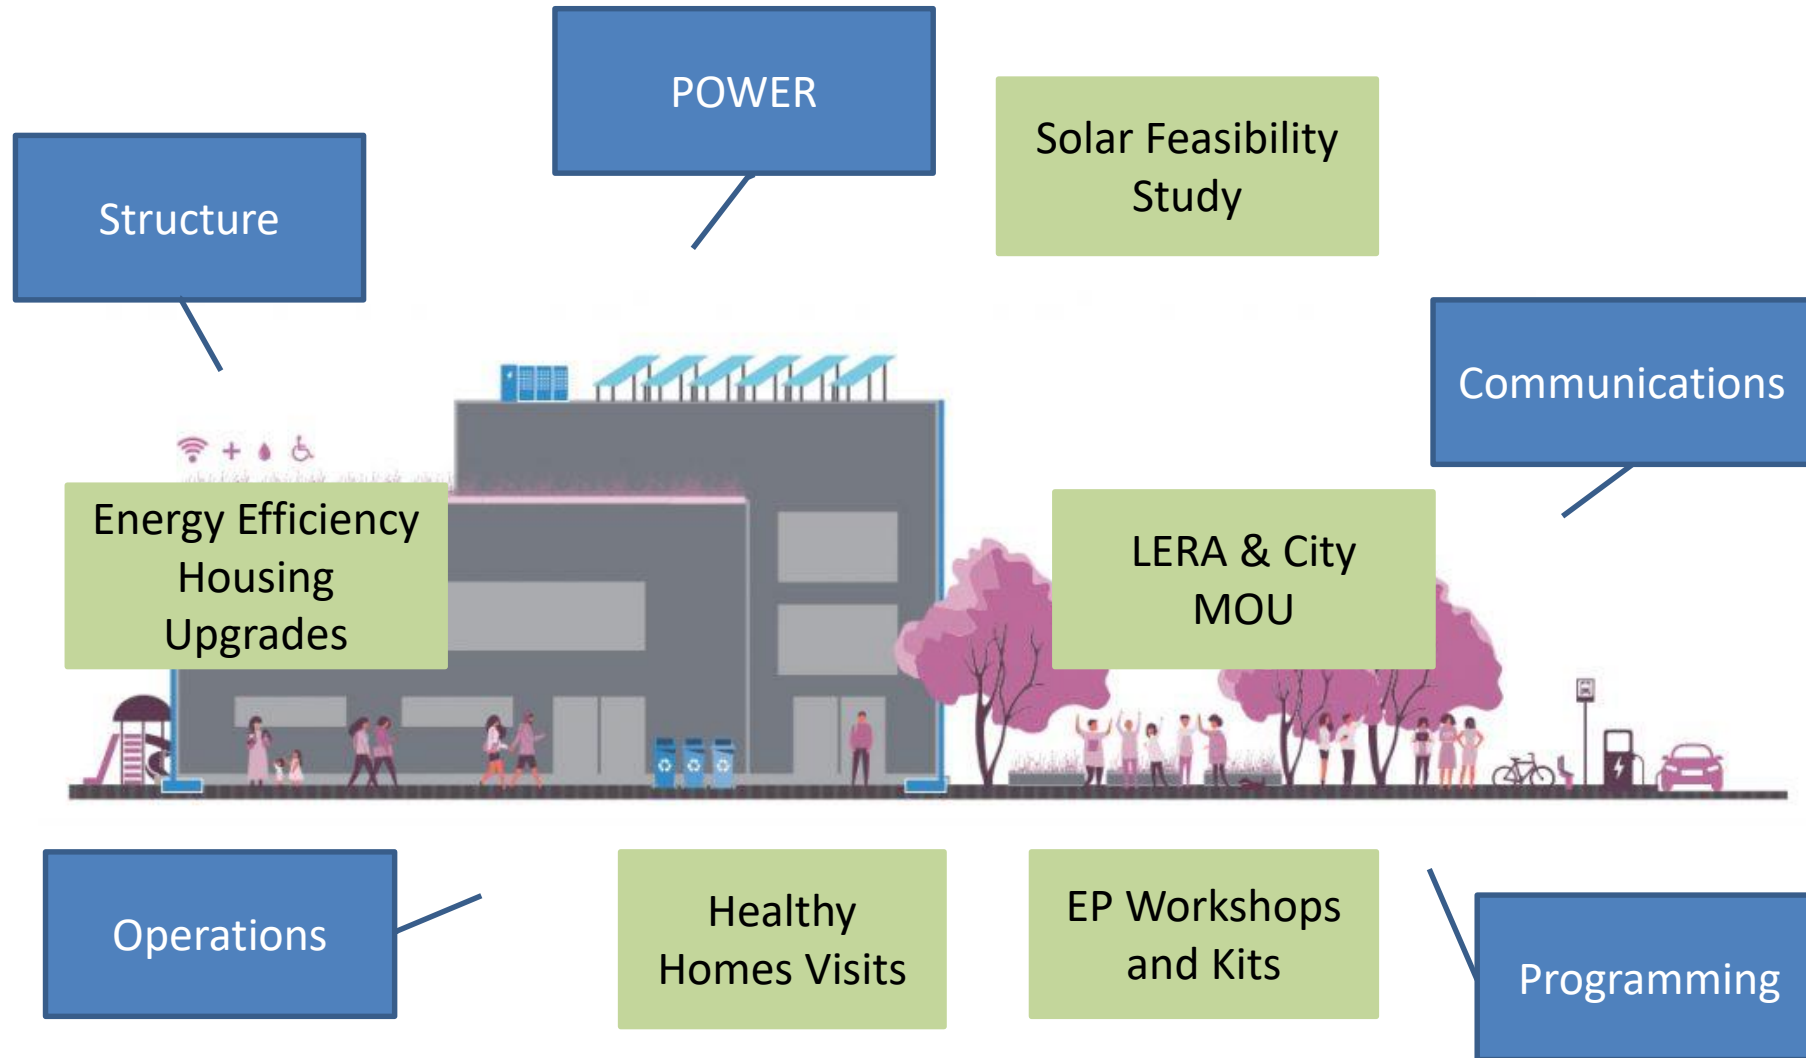 POWER
Solar Feasibility
Study
Structure
Communications
Energy Efficiency
Housing
Upgrades
LERA & City
MOU
Operations
Healthy
Homes Visits
EP Workshops
and Kits
Programming